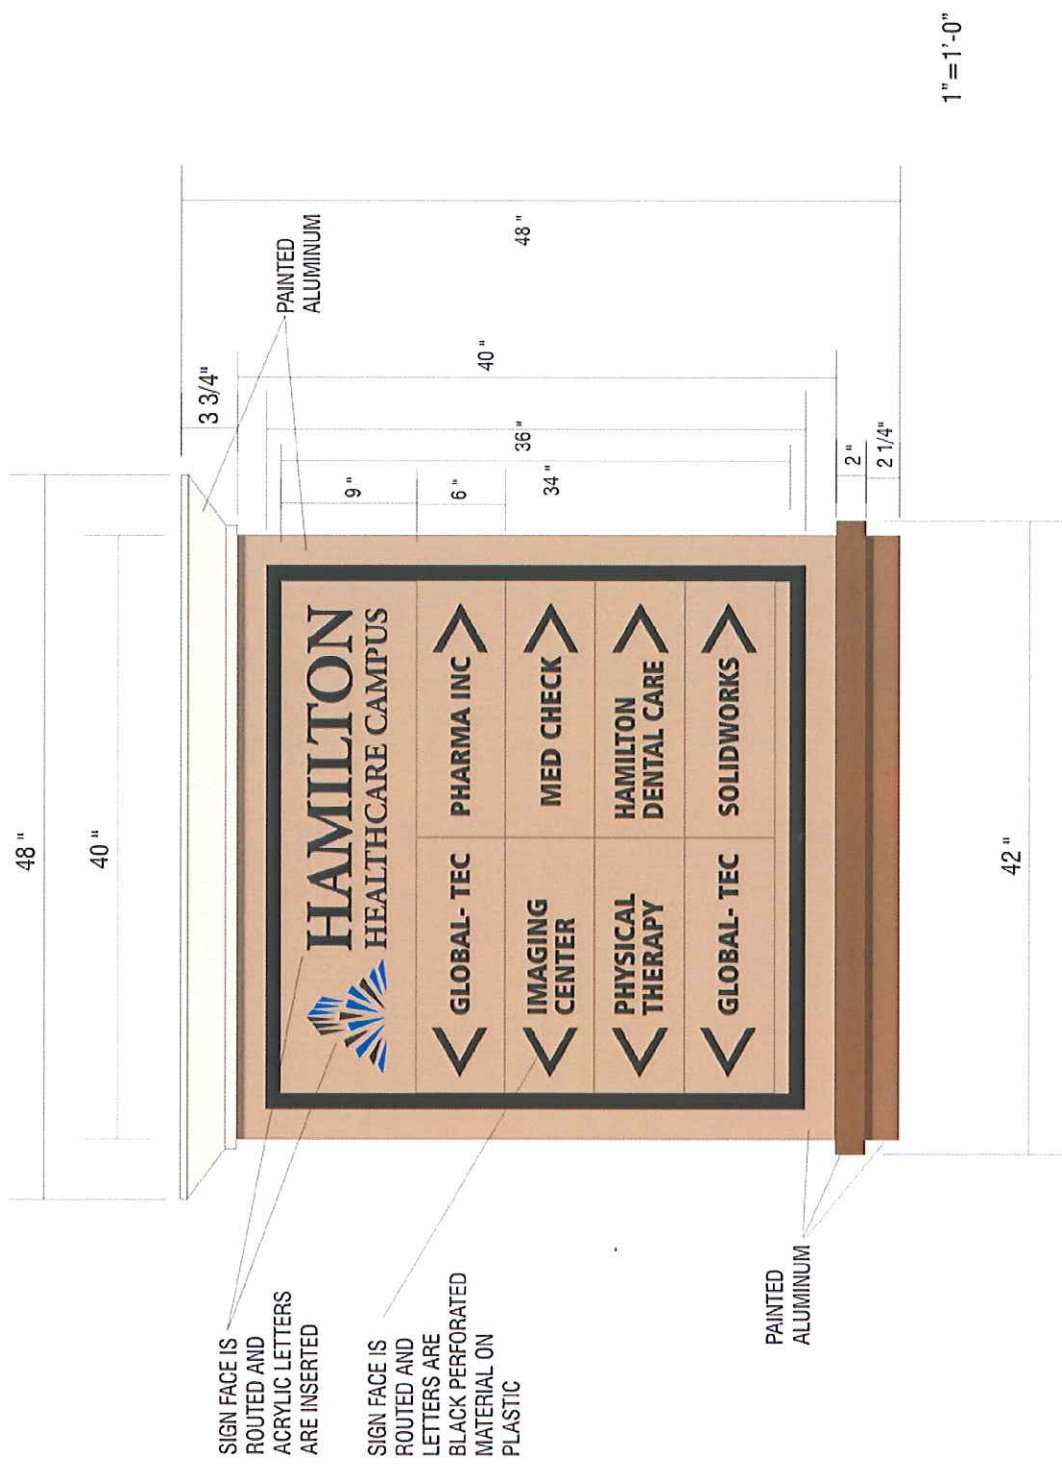 48 "
40 "
3 3/4"
PAINTED
ALUMINUM
SIGN FACE IS
ROUTED AND
ACRYLIC LETTERS
ARE INSERTED
HAMILTON
HEALTHCARE CAMPUS
9 "
GLOBAL- TEC
PHARMA INC
6 "
SIGN FACE IS
ROUTED AND
LETTERS ARE
BLACK PERFORATED
MATERIAL ON
PLASTIC
IMAGING
CENTER
MED CHECK
36 "
34 "
40 "
48 "
PHYSICAL
THERAPY
HAMILTON
DENTAL CARE
GLOBAL- TEC
SOLIDWORKS
PAINTED
ALUMINUM
2 "
2 1/4"
42"
1"=1'-0"